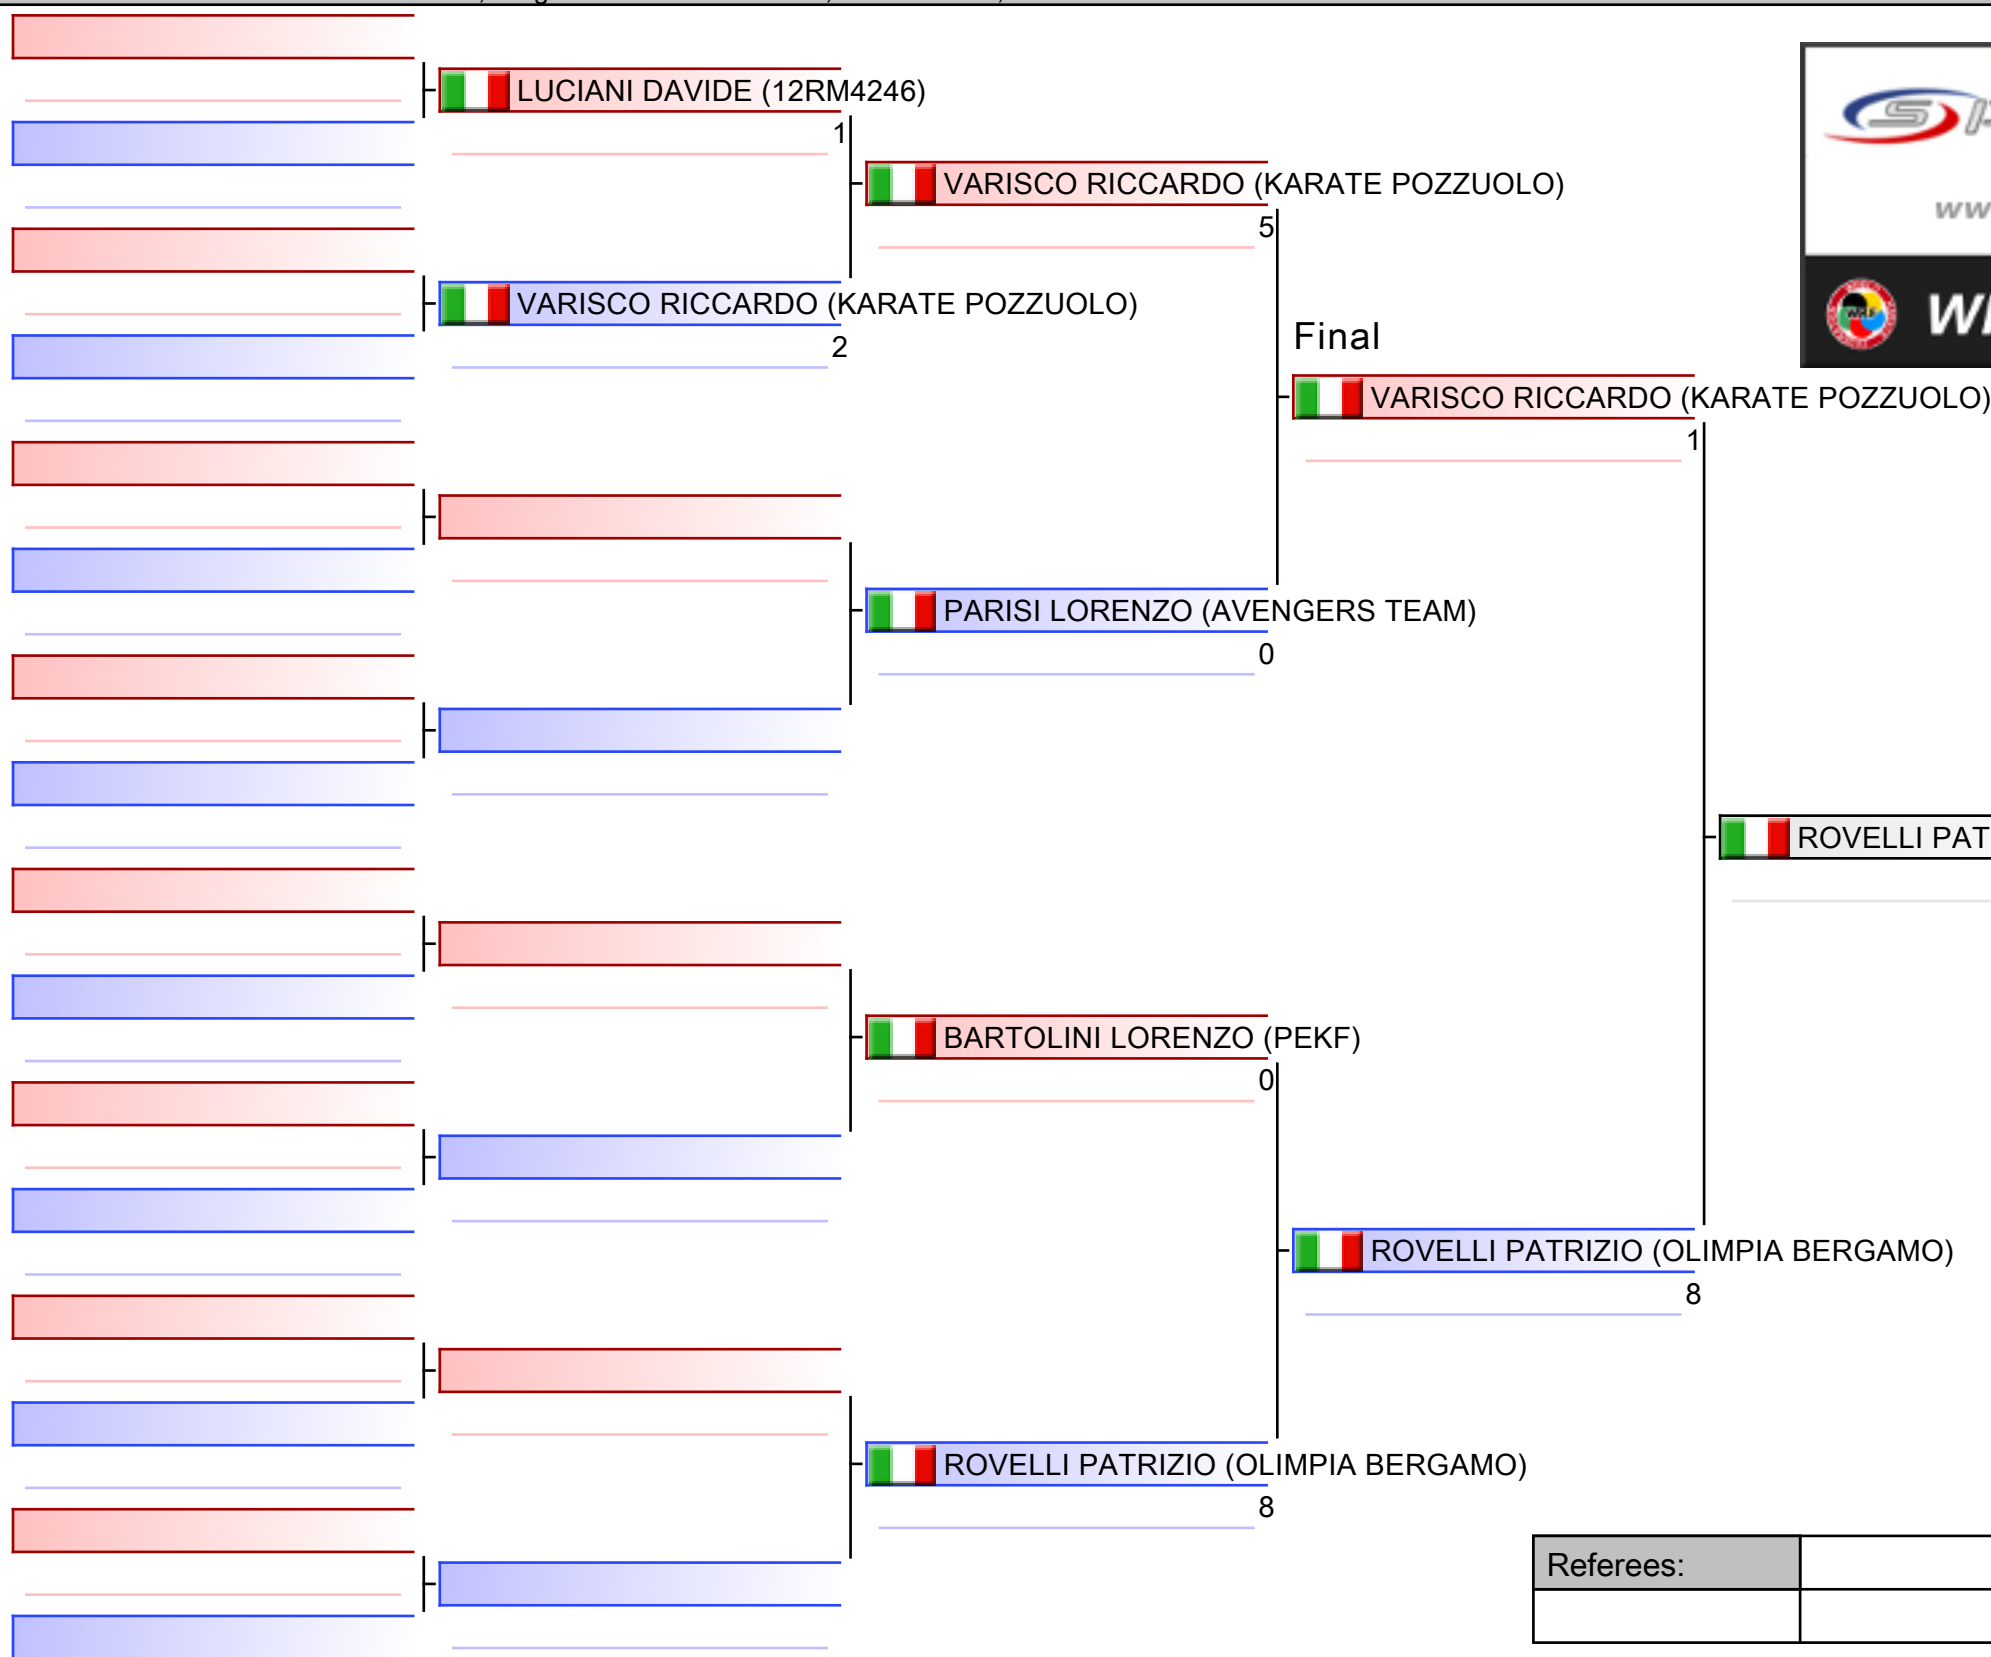 LUCIANI DAVIDE (12RM4246)
1
VARISCO RICCARDO (KARATE POZZUOLO)
5
VARISCO RICCARDO (KARATE POZZUOLO)
2
Final
VARISCO RICCARDO (KARATE POZZUOLO)
1
PARISI LORENZO (AVENGERS TEAM)
0
ROVELLI PAT
BARTOLINI LORENZO (PEKF)
0
ROVELLI PATRIZIO (OLIMPIA BERGAMO)
8
ROVELLI PATRIZIO (OLIMPIA BERGAMO)
8
Referees: